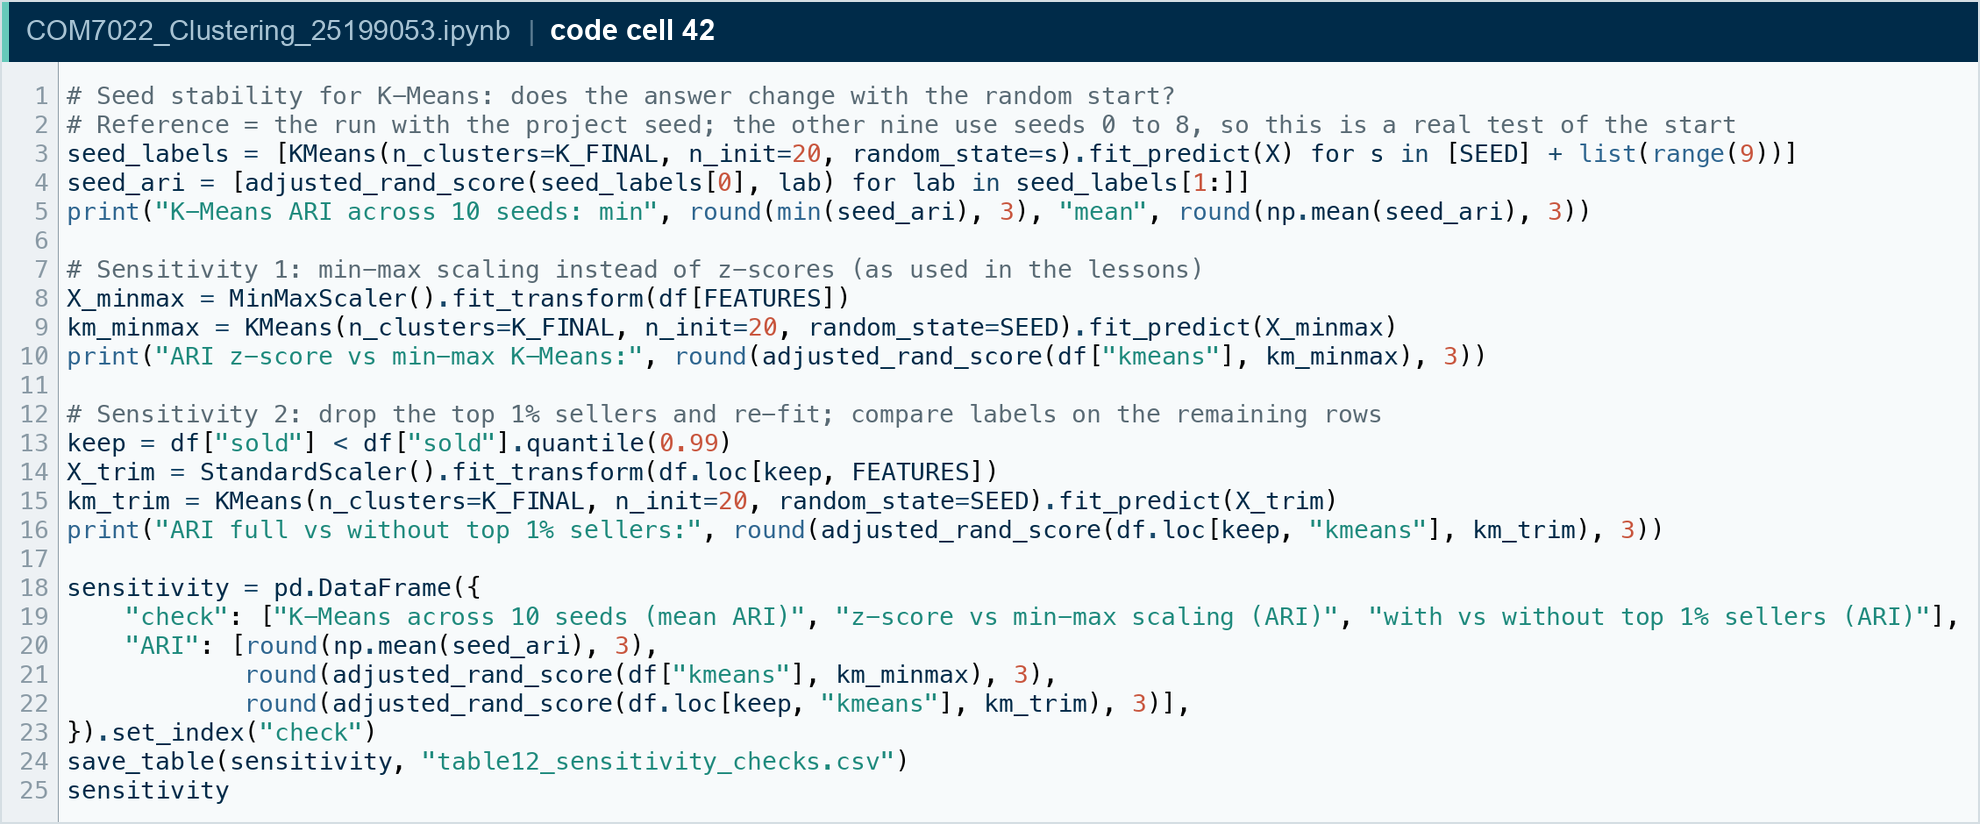 COM7022_Clustering_25199053.ipynb | code cell 42
1 # Seed stability for K−Means: does the answer change with the random start?
2 # Reference = the run with the project seed; the other nine use seeds 0 to 8, so this is a real test of the start
3 seed_labels = [KMeans(n_clusters=K_FINAL, n_init=20, random_state=s).fit_predict(X) for s in [SEED] + list(range(9))]
4 seed_ari = [adjusted_rand_score(seed_labels[0], lab) for lab in seed_labels[1:]]
5 print("K−Means ARI across 10 seeds: min", round(min(seed_ari), 3), "mean", round(np.mean(seed_ari), 3))
6
7 # Sensitivity 1: min−max scaling instead of z−scores (as used in the lessons)
8 X_minmax = MinMaxScaler().fit_transform(df[FEATURES])
9 km_minmax = KMeans(n_clusters=K_FINAL, n_init=20, random_state=SEED).fit_predict(X_minmax)
10 print("ARI z−score vs min−max K−Means:", round(adjusted_rand_score(df["kmeans"], km_minmax), 3))
11
12 # Sensitivity 2: drop the top 1% sellers and re−fit; compare labels on the remaining rows
13 keep = df["sold"] < df["sold"].quantile(0.99)
14 X_trim = StandardScaler().fit_transform(df.loc[keep, FEATURES])
15 km_trim = KMeans(n_clusters=K_FINAL, n_init=20, random_state=SEED).fit_predict(X_trim)
16 print("ARI full vs without top 1% sellers:", round(adjusted_rand_score(df.loc[keep, "kmeans"], km_trim), 3))
17
18 sensitivity = pd.DataFrame({
19     "check": ["K−Means across 10 seeds (mean ARI)", "z−score vs min−max scaling (ARI)", "with vs without top 1% sellers (ARI)"],
20     "ARI": [round(np.mean(seed_ari), 3),
21             round(adjusted_rand_score(df["kmeans"], km_minmax), 3),
22             round(adjusted_rand_score(df.loc[keep, "kmeans"], km_trim), 3)],
23 }).set_index("check")
24 save_table(sensitivity, "table12_sensitivity_checks.csv")
25 sensitivity